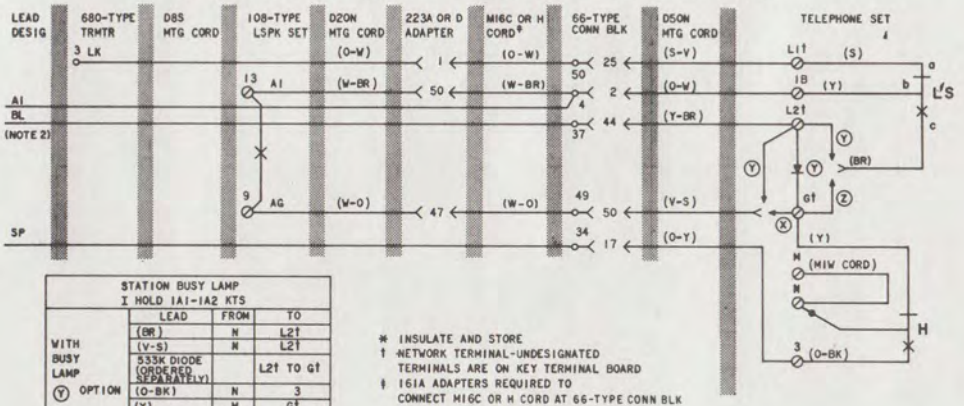 LEAD DESIG
680-TYPE TRMTR
D8S MTG CORD
108-TYPE LSPK SET
D20N MTG CORD
223A OR D ADAPTER
M16C OR H CORD‡
66-TYPE CONN BLK
D50N MTG CORD
TELEPHONE SET
3 LK (O-W) 1 (O-W) 50 25 (S-V) L1† (S) a
13 A1 (W-BR) 50 (W-BR) 4 2 (O-W) 1B (Y) b L'S
A1
BL 37 44 (Y-BR) L2† c
(NOTE 2)
Y Y Y (BR)
9 AG (W-O) 47 (W-O) 49 50 (V-S) X G† Z
SP 34 17 (O-Y) (Y)
M (MIW CORD)
N
H
3 (O-BK)
STATION BUSY LAMP
I HOLD 1A1-1A2 KTS
LEAD FROM TO
WITH BUSY LAMP
Y OPTION
(BR) N L2†
(V-S) N L2†
533K DIODE (ORDERED SEPARATELY) L2† TO G†
(O-BK) N 3
(Y) M G†
* INSULATE AND STORE
† NETWORK TERMINAL-UNDESIGNATED
TERMINALS ARE ON KEY TERMINAL BOARD
‡ 161A ADAPTERS REQUIRED TO
CONNECT M16C OR H CORD AT 66-TYPE CONN BLK